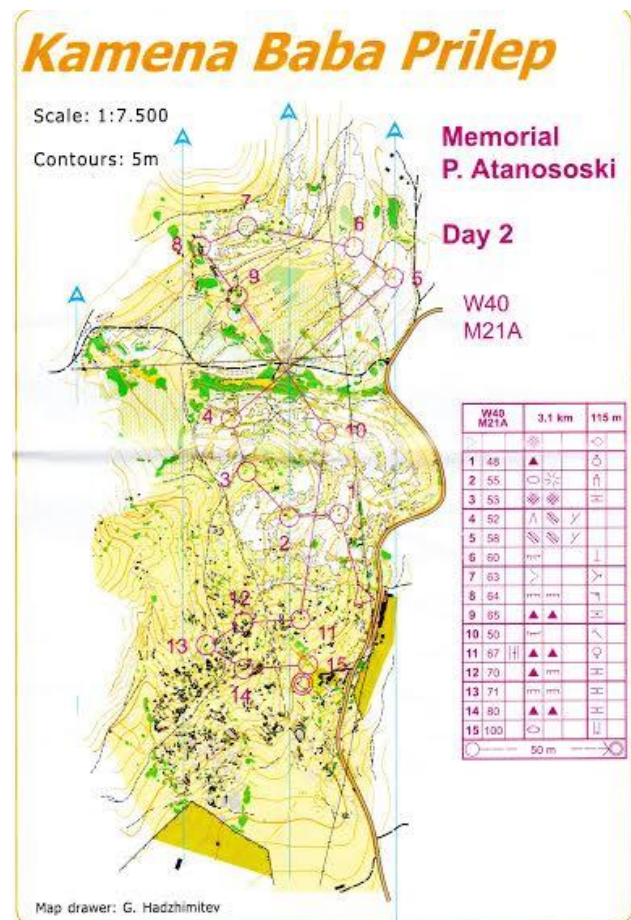 Kamena Baba Prilep
Scale: 1:7.500
Contours: 5m
Memorial
P. Atanososki
Day 2
W40
M21A
7
6
8
5
9
4
10
3
2
12
11
13
15
14
W40
M21A 3,1 km 115 m
1 48
2 55
3 53
4 52
5 58
6 60
7 63
8 64
9 65
10 50
11 67
12 70
13 71
14 80
15 100
50 m
Map drawer: G. Hadzhimitev